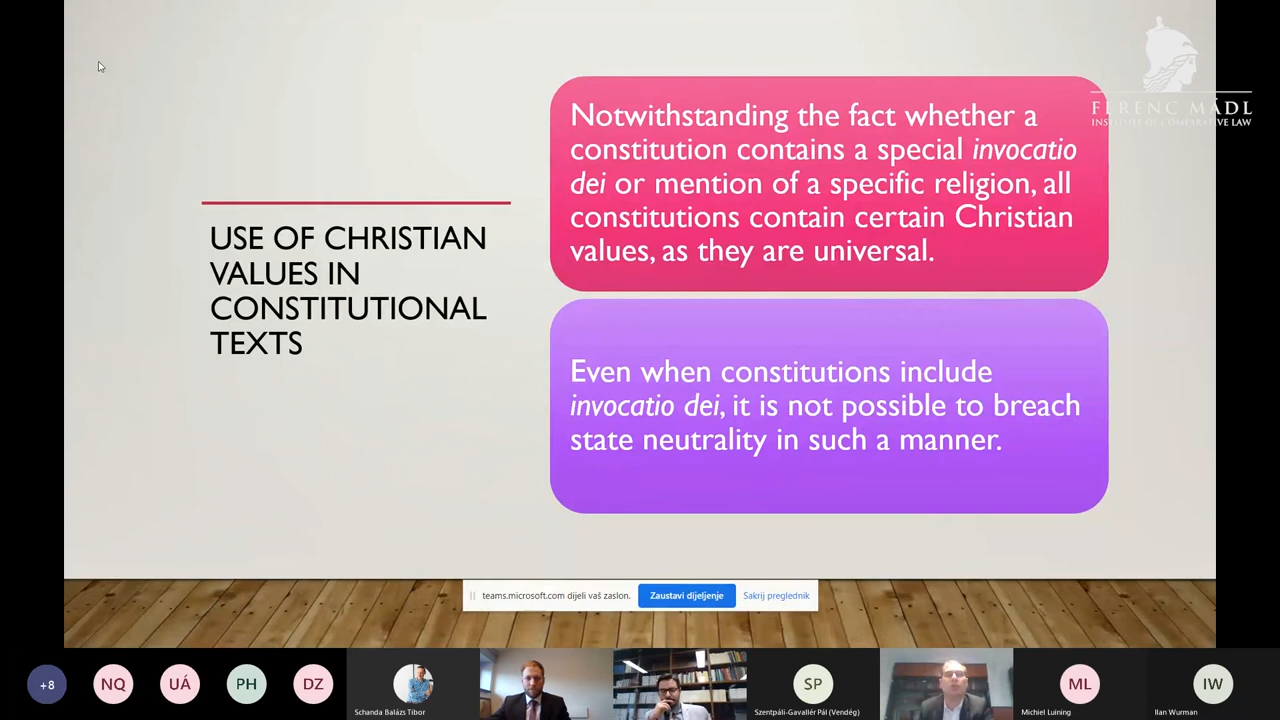 FERENC MÁDL
INSTITUTE OF COMPARATIVE LAW
USE OF CHRISTIAN
VALUES IN
CONSTITUTIONAL
TEXTS
Notwithstanding the fact whether a
constitution contains a special invocatio
dei or mention of a specific religion, all
constitutions contain certain Christian
values, as they are universal.
Even when constitutions include
invocatio dei, it is not possible to breach
state neutrality in such a manner.
teams.microsoft.com dijeli vaš zaslon.
Zaustavi dijeljenje
Sakrij preglednik
+8
NQ
UÁ
PH
DZ
Schanda Balázs Tibor
SP
Szentpáli-Gavallér Pál (Vendég)
ML
Michiel Luining
IW
Ilan Wurman